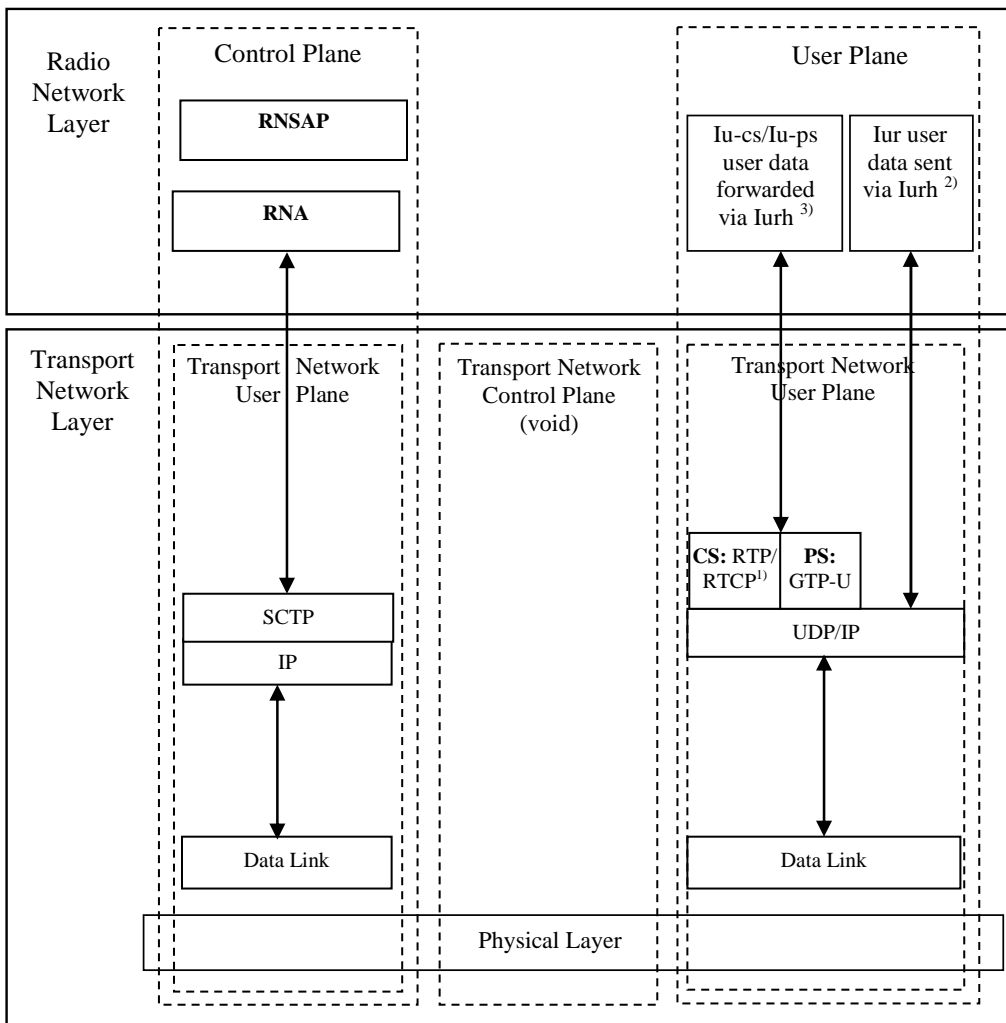 Radio
Network
Layer
Control Plane
RNSAP
RNA
User Plane
Iu-cs/Iu-ps
user data
forwarded
via Iurh 3)
Iur user
data sent
via Iurh 2)
Transport
Network
Layer
Transport Network
User Plane
Transport Network
Control Plane
(void)
Transport Network
User Plane
SCTP
IP
CS: RTP/
RTCP1)
PS:
GTP-U
UDP/IP
Data Link
Data Link
Physical Layer